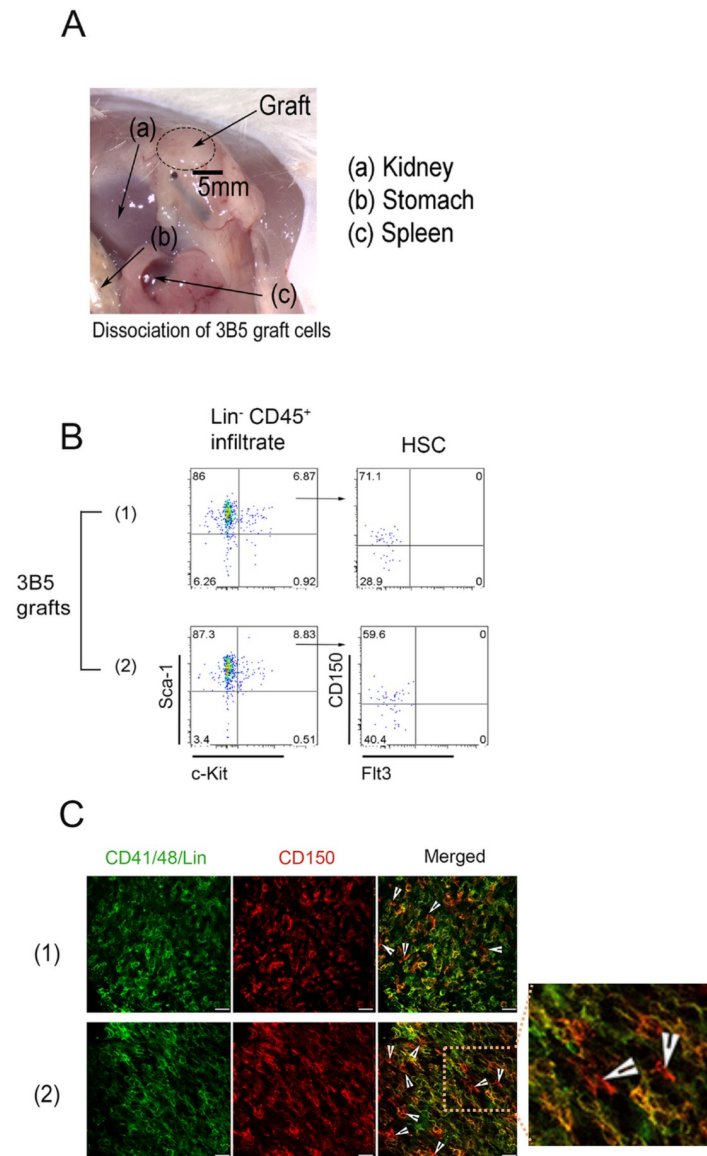 A
Graft
(a)
5mm
(b)
(c)
(a) Kidney
(b) Stomach
(c) Spleen
Dissociation of 3B5 graft cells
B
Lin- CD45+
infiltrate
HSC
3B5
grafts
(1)
86 6.87
6.26 0.92
71.1 0
28.9 0
(2)
87.3 8.83
3.4 0.51
59.6 0
40.4 0
Sca-1
CD150
c-Kit
Flt3
C
CD41/48/Lin CD150 Merged
(1)
(2)